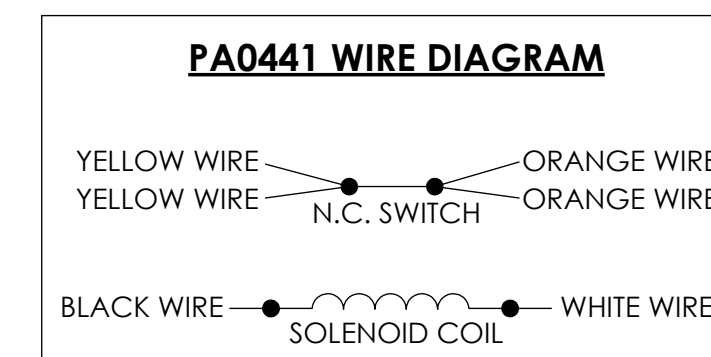 PA0441 WIRE DIAGRAM
YELLOW WIRE ORANGE WIRE
YELLOW WIRE ORANGE WIRE
N.C. SWITCH
BLACK WIRE WHITE WIRE
SOLENOID COIL